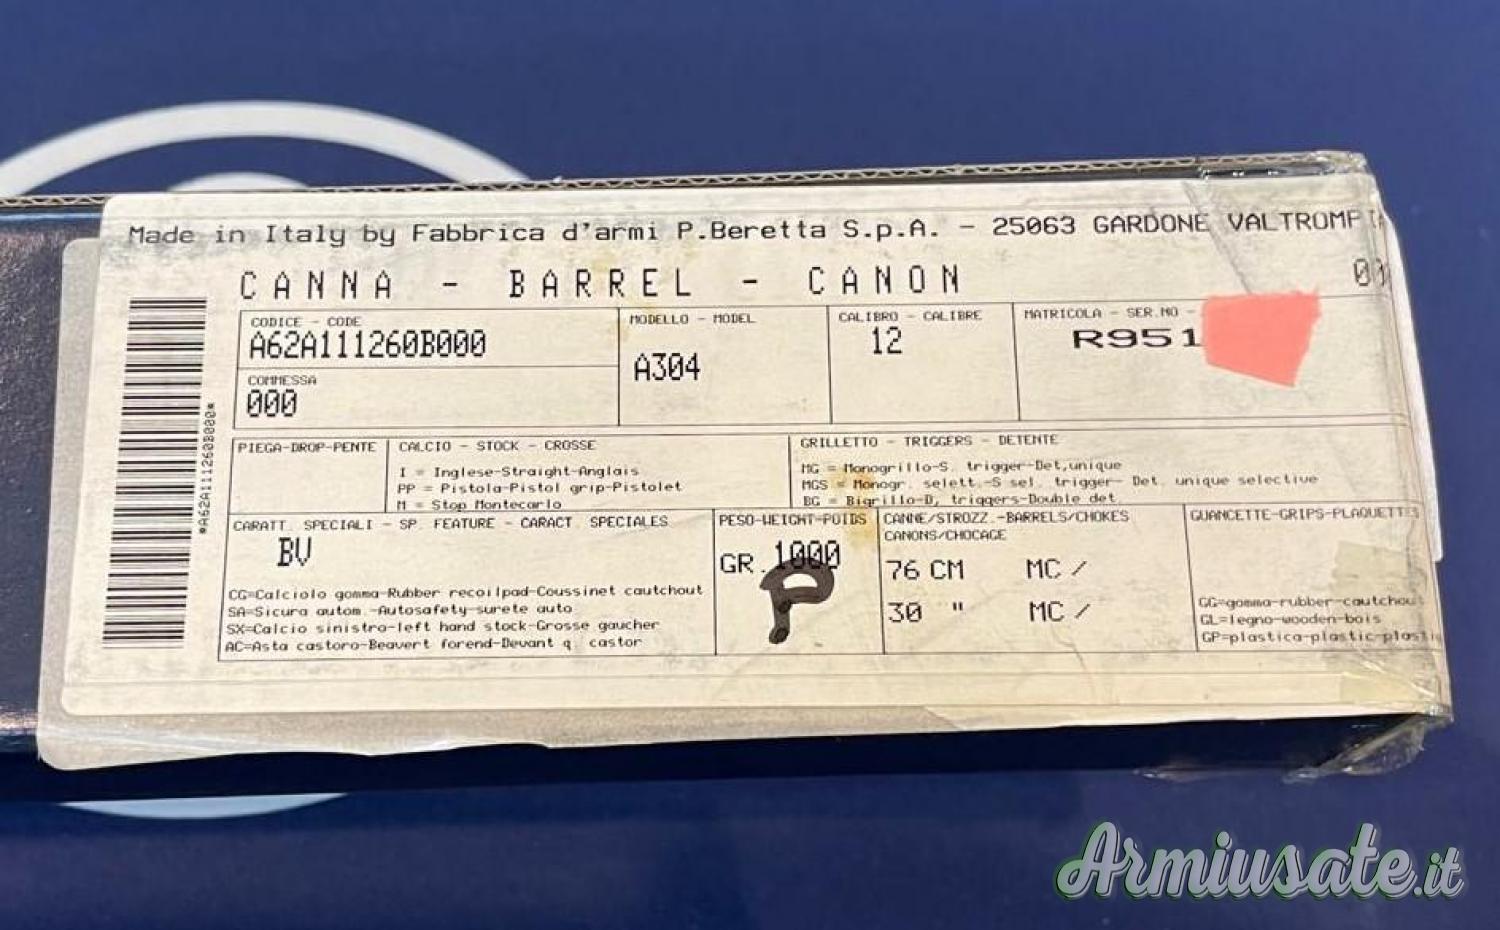 Made in Italy by Fabbrica d'armi P.Beretta S.p.A. - 25063 GARDONE VALTROMPIA
CANNA - BARREL - CANON
CODICE - CODE
A62A111260B000
COMMESSA
000
MODELLO - MODEL
A304
CALIBRO - CALIBRE
12
MATRICOLA - SER.NO -
R951
*A62A111260B000*
PIEGA-DROP-PENTE
CALCIO - STOCK - CROSSE
I = Inglese-Straight-Anglais
PP = Pistola-Pistol grip-Pistolet
M = Stop Montecarlo
GRILLETTO - TRIGGERS - DETENTE
MG = Monogrillo-S. trigger-Det,unique
MGS = Monogr. selett.-S sel. trigger- Det. unique selective
BG = Bigrillo-D, triggers-Double det.
CARATT. SPECIALI - SP. FEATURE - CARACT. SPECIALES
BV
CG=Calciolo gomma-Rubber recoilpad-Coussinet cautchout
SA=Sicura autom.-Autosafety-surete auto
SX=Calcio sinistro-left hand stock-Grosse gaucher
AC=Asta castoro-Beavert forend-Devant q. castor
PESO-WEIGHT-POIDS
GR. 1000
P
CANNE/STROZZ.-BARRELS/CHOKES
CANONS/CHOCAGE
76 CM MC /
30 " MC /
GUANCETTE-GRIPS-PLAQUETTES
GG=gomma-rubber-cautchou
GL=legno-wooden-bois
GP=plastica-plastic-plasti
Armiusate.it